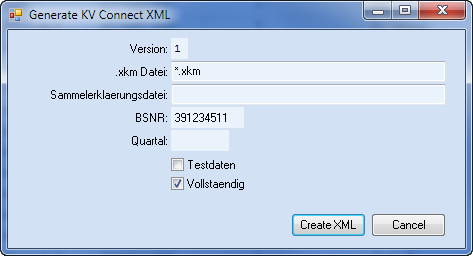 Generate KV Connect XML
Version: 1
.xkm Datei: *.xkm
Sammelerklaerungsdatei:
BSNR: 391234511
Quartal:
Testdaten
Vollstaendig
Create XML Cancel